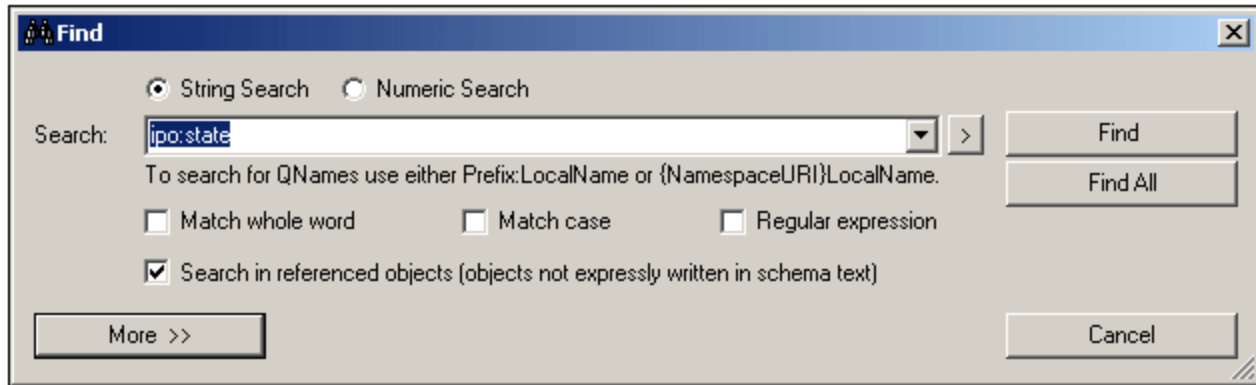 Find
String Search Numeric Search
Search: ipo:state > Find
To search for QNames use either Prefix:LocalName or {NamespaceURI}LocalName.
Find All
Match whole word Match case Regular expression
Search in referenced objects (objects not expressly written in schema text)
More >> Cancel